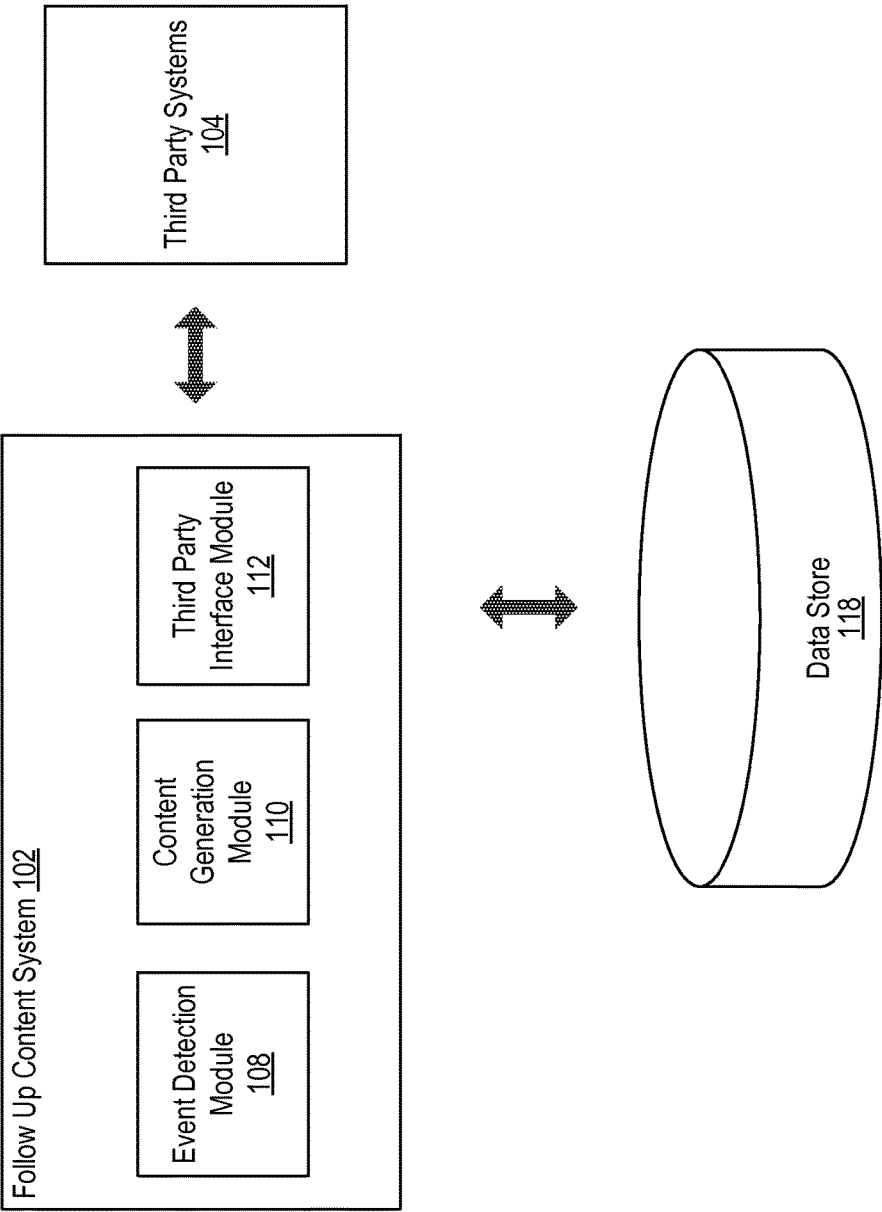 Follow Up Content System 102
Event Detection
Module
108
Content
Generation
Module
110
Third Party
Interface Module
112
Third Party Systems
104
Data Store
118